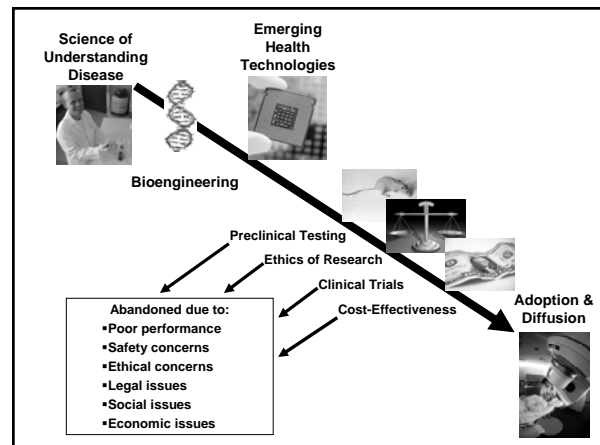 Science of
Understanding
Disease
Emerging
Health
Technologies
Bioengineering
Preclinical Testing
Ethics of Research
Clinical Trials
Cost-Effectiveness
Adoption &
Diffusion
Abandoned due to:
▪Poor performance
▪Safety concerns
▪Ethical concerns
▪Legal issues
▪Social issues
▪Economic issues